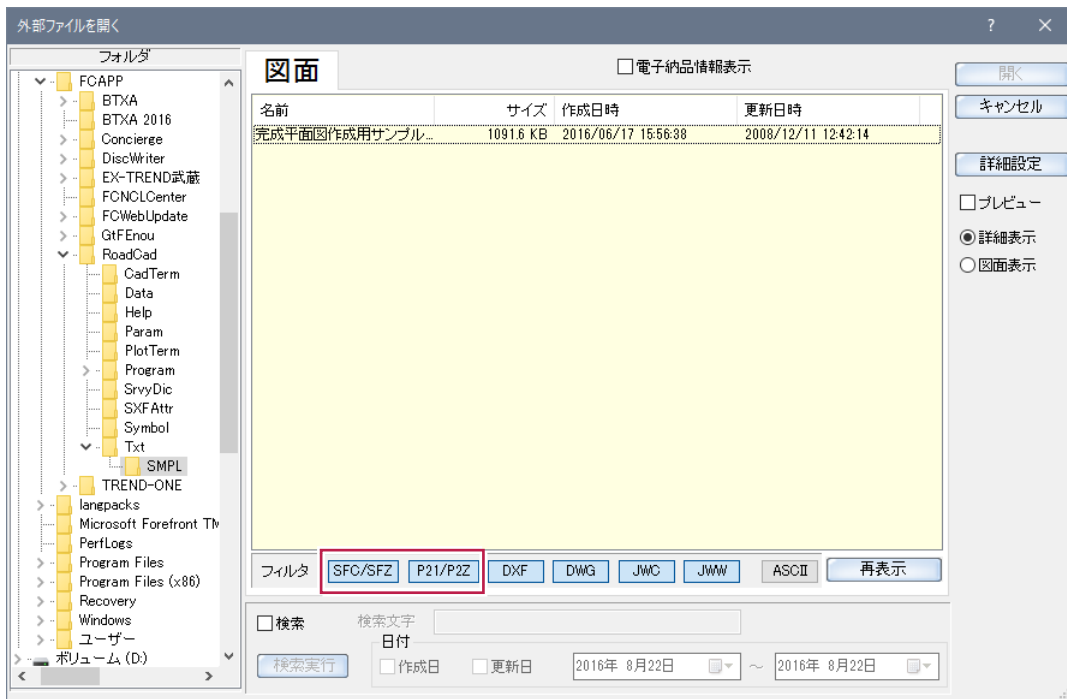 外部ファイルを開く
フォルダ
FCAPP
BTXA
BTXA 2016
Concierge
DiscWriter
EX-TREND武蔵
FCNCLCenter
FCWebUpdate
GtFEnou
RoadCad
CadTerm
Data
Help
Param
PlotTerm
Program
SrvyDic
SXFAttr
Symbol
Txt
SMPL
TREND-ONE
langpacks
Microsoft Forefront TM
PerfLogs
Program Files
Program Files (x86)
Recovery
Windows
ユーザー
ボリューム (D:)
図面
電子納品情報表示
名前 サイズ 作成日時 更新日時
完成平面図作成用サンプル... 1091.6 KB 2016/06/17 15:56:38 2008/12/11 12:42:14
フィルタ SFC/SFZ P21/P2Z DXF DWG JWC JWW ASCII 再表示
検索 検索文字
日付
検索実行 作成日 更新日 2016年 8月22日 ～ 2016年 8月22日
開く
キャンセル
詳細設定
プレビュー
詳細表示
図面表示